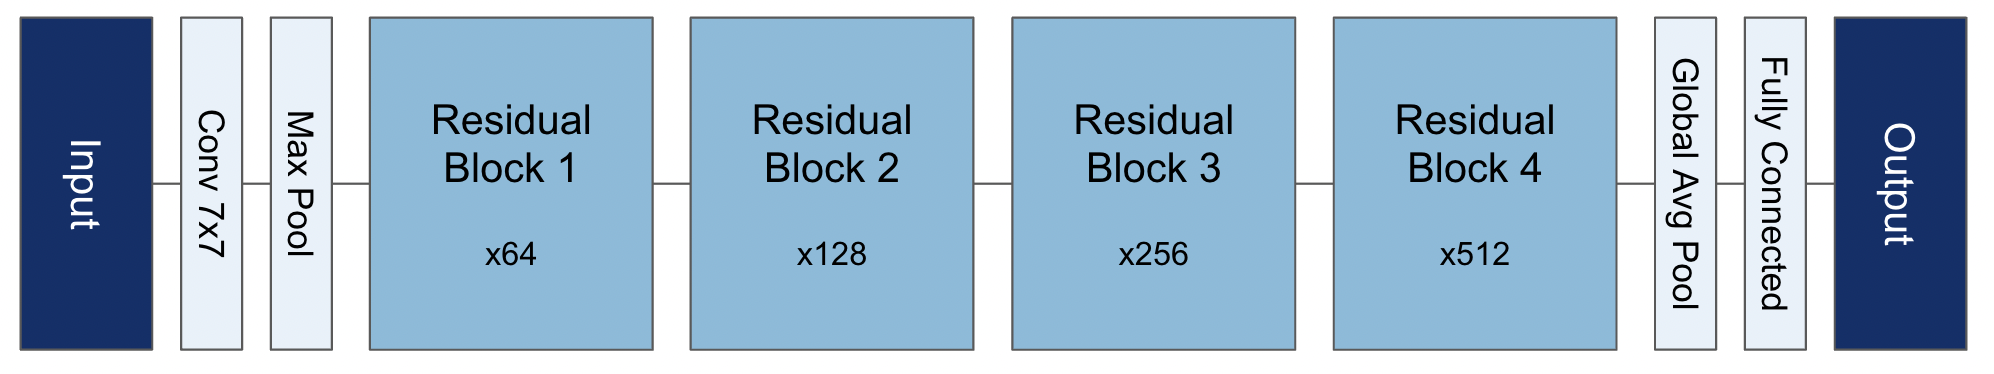 Input
Conv 7x7
Max Pool
Residual
Block 1
x64
Residual
Block 2
x128
Residual
Block 3
x256
Residual
Block 4
x512
Global Avg Pool
Fully Connected
Output